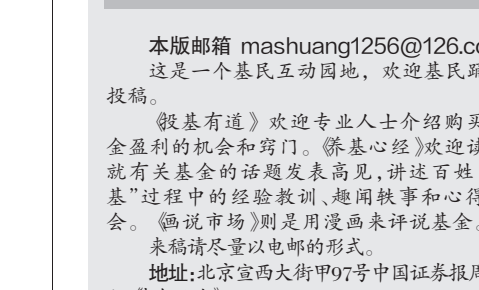 本版邮箱 mashuang1256@126.co
这是一个基民互动园地，欢迎基民踊
投稿。
《投基有道》欢迎专业人士介绍购买
金盈利的机会和窍门。《养基心经》欢迎读
就有关基金的话题发表高见，讲述百姓
基”过程中的经验教训、趣闻轶事和心得
会。《画说市场》则是用漫画来评说基金。
来稿请尽量以电邮的形式。
地址:北京宣西大街甲97号中国证券报周